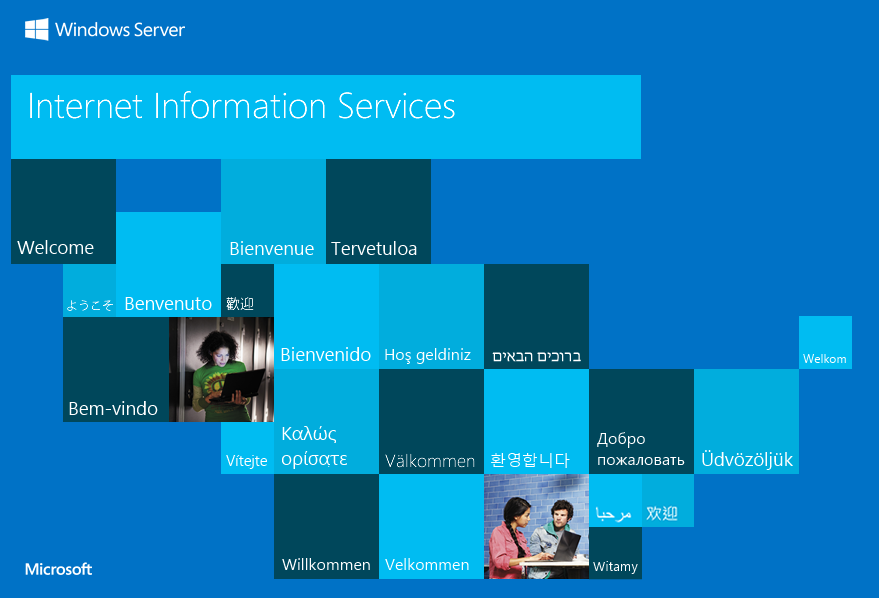 Windows Server
Internet Information Services
Welcome
Bienvenue
Tervetuloa
ようこそ
Benvenuto
歡迎
Bienvenido
Hoş geldiniz
ברוכים הבאים
Welkom
Bem-vindo
Vítejte
Καλώς
ορίσατε
Välkommen
환영합니다
Добро
пожаловать
Üdvözöljük
Willkommen
Velkommen
مرحبا
欢迎
Witamy
Microsoft